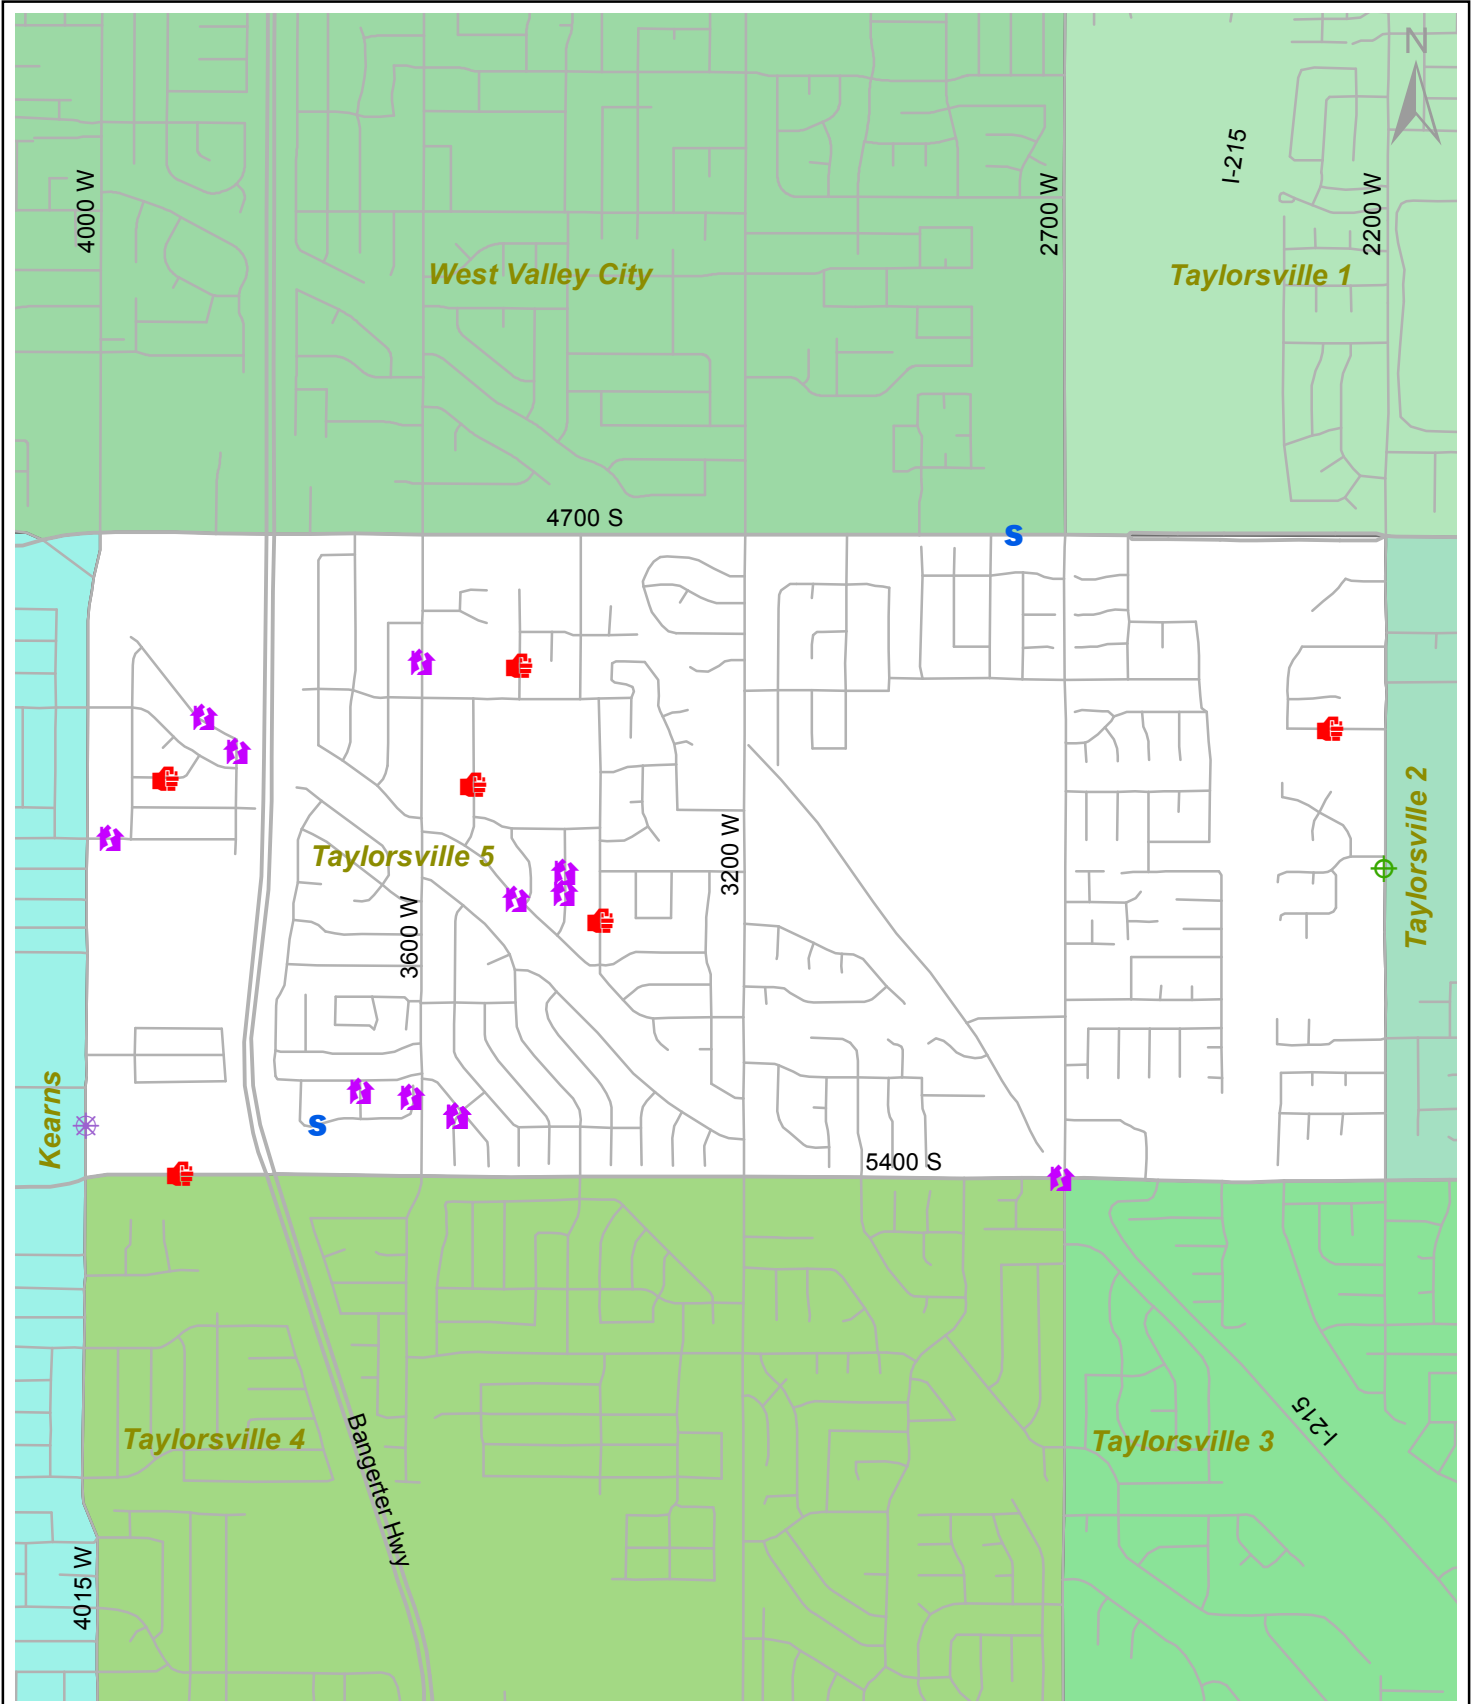 N
I-215
4000 W
2700 W
2200 W
West Valley City
Taylorsville 1
4700 S
S
Taylorsville 2
3200 W
Taylorsville 5
3600 W
Kearns
S
5400 S
Taylorsville 4
Bangerter Hwy
Taylorsville 3
I-215
4015 W